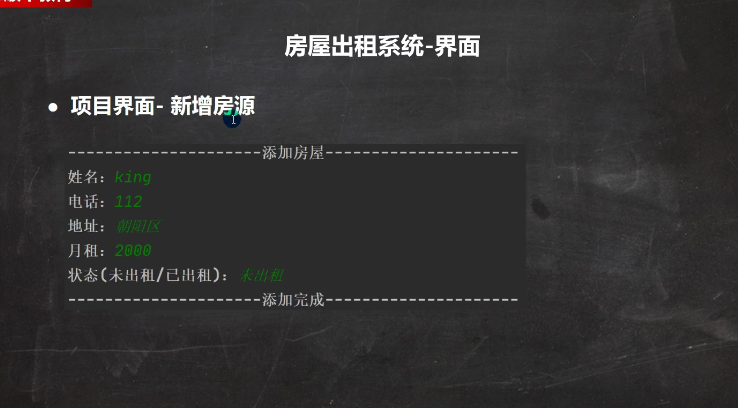 房屋出租系统-界面
● 项目界面- 新增房源
---------------------添加房屋---------------------
姓名：king
电话：112
地址：朝阳区
月租：2000
状态(未出租/已出租)：未出租
---------------------添加完成---------------------